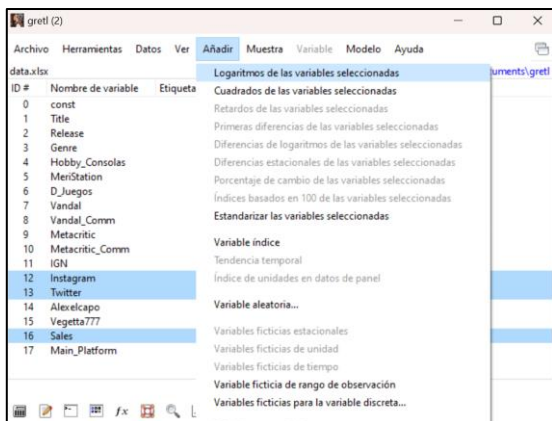 gretl (2)
Archivo Herramientas Datos Ver Añadir Muestra Variable Modelo Ayuda
data.xlsx
uments\gretl
ID # Nombre de variable Etiqueta
0 const
1 Title
2 Release
3 Genre
4 Hobby_Consolas
5 MeriStation
6 D_Juegos
7 Vandal
8 Vandal_Comm
9 Metacritic
10 Metacritic_Comm
11 IGN
12 Instagram
13 Twitter
14 Alexelcapo
15 Vegetta777
16 Sales
17 Main_Platform
Logaritmos de las variables seleccionadas
Cuadrados de las variables seleccionadas
Retardos de las variables seleccionadas
Primeras diferencias de las variables seleccionadas
Diferencias de logaritmos de las variables seleccionadas
Diferencias estacionales de las variables seleccionadas
Porcentaje de cambio de las variables seleccionadas
Índices basados en 100 de las variables seleccionadas
Estandarizar las variables seleccionadas
Variable índice
Tendencia temporal
Índice de unidades en datos de panel
Variable aleatoria...
Variables ficticias estacionales
Variables ficticias de unidad
Variables ficticias de tiempo
Variable ficticia de rango de observación
Variables ficticias para la variable discreta...
fx